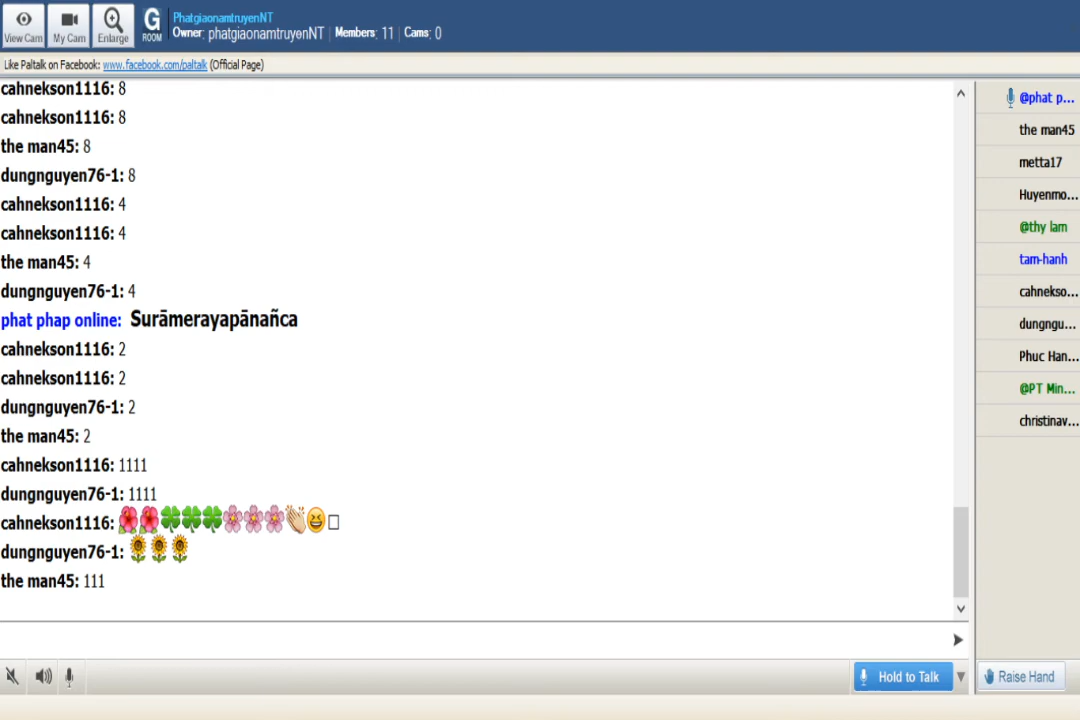 View Cam
My Cam
Enlarge
G
ROOM
PhatgiaonamtruyenNT
Owner: phatgiaonamtruyenNT | Members: 11 | Cams: 0
Like Paltalk on Facebook: www.facebook.com/paltalk (Official Page)
cahnekson1116: 8
cahnekson1116: 8
the man45: 8
dungnguyen76-1: 8
cahnekson1116: 4
cahnekson1116: 4
the man45: 4
dungnguyen76-1: 4
phat phap online: Surāmerayapānañca
cahnekson1116: 2
cahnekson1116: 2
dungnguyen76-1: 2
the man45: 2
cahnekson1116: 1111
dungnguyen76-1: 1111
cahnekson1116: 🌺🌺🍀🍀🍀🌸🌸🌸👏😆□
dungnguyen76-1: 🌻🌻🌻
the man45: 111
@phat p...
the man45
metta17
Huyenmo...
@thy lam
tam-hanh
cahnekso...
dungngu...
Phuc Han...
@PT Min...
christinav...
Hold to Talk
Raise Hand